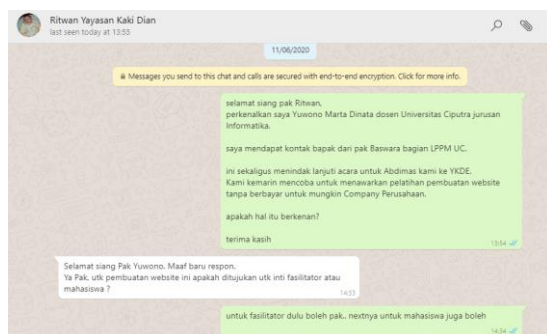 Ritwan Yayasan Kaki Dian
last seen today at 13:55
11/06/2020
Messages you send to this chat and calls are secured with end-to-end encryption. Click for more info.
selamat siang pak Ritwan,
perkenalkan saya Yuwono Marta Dinata dosen Universitas Ciputra jurusan
Informatika.
saya mendapat kontak bapak dari pak Baswara bagian LPPM UC.
ini sekaligus menindak lanjuti acara untuk Abdimas kami ke YKDE.
Kami kemarin mencoba untuk menawarkan pelatihan pembuatan website
tanpa berbayar untuk mungkin Company Perusahaan.
apakah hal itu berkenan?
terima kasih
13:54
Selamat siang Pak Yuwono. Maaf baru respon.
Ya Pak, utk pembuatan website ini apakah ditujukan utk inti fasilitator atau
mahasiswa ?
14:33
untuk fasilitator dulu boleh pak.. nextnya untuk mahasiswa juga boleh
14:34